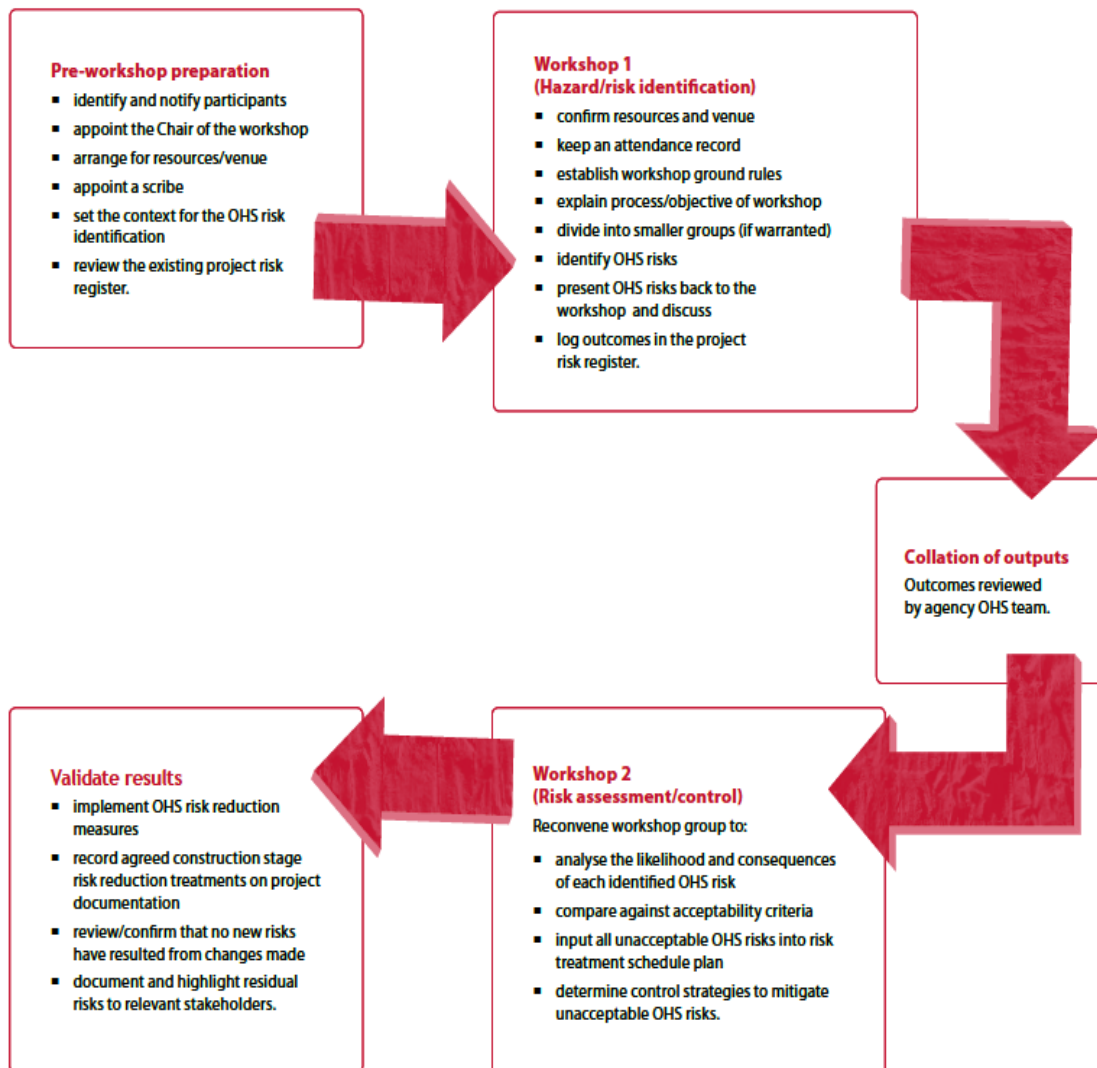 Pre-workshop preparation
▪ identify and notify participants
▪ appoint the Chair of the workshop
▪ arrange for resources/venue
▪ appoint a scribe
▪ set the context for the OHS risk
identification
▪ review the existing project risk
register.
Workshop 1
(Hazard/risk identification)
▪ confirm resources and venue
▪ keep an attendance record
▪ establish workshop ground rules
▪ explain process/objective of workshop
▪ divide into smaller groups (if warranted)
▪ identify OHS risks
▪ present OHS risks back to the
workshop and discuss
▪ log outcomes in the project
risk register.
Collation of outputs
Outcomes reviewed
by agency OHS team.
Workshop 2
(Risk assessment/control)
Reconvene workshop group to:
▪ analyse the likelihood and consequences
of each identified OHS risk
▪ compare against acceptability criteria
▪ input all unacceptable OHS risks into risk
treatment schedule plan
▪ determine control strategies to mitigate
unacceptable OHS risks.
Validate results
▪ implement OHS risk reduction
measures
▪ record agreed construction stage
risk reduction treatments on project
documentation
▪ review/confirm that no new risks
have resulted from changes made
▪ document and highlight residual
risks to relevant stakeholders.